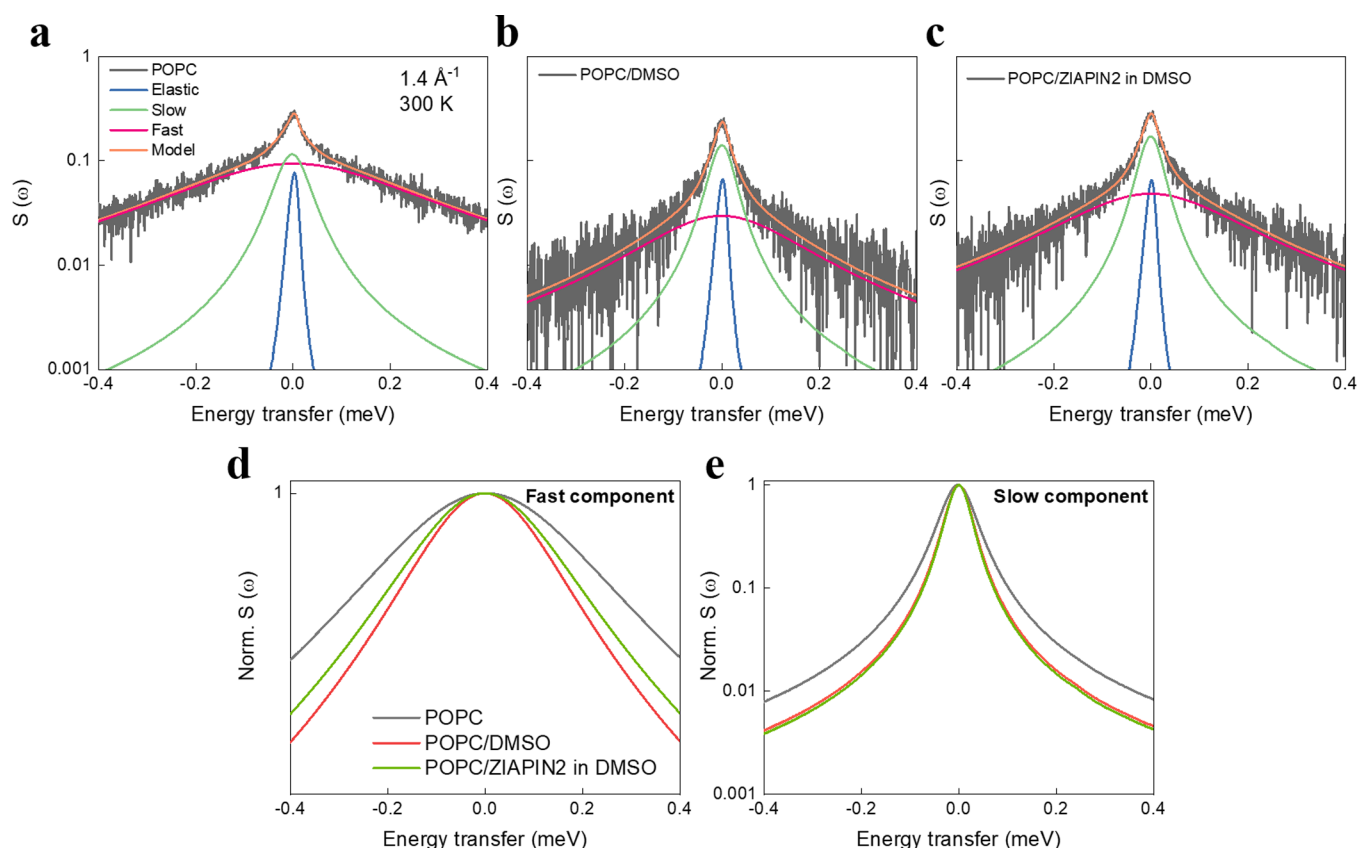 a
1
0.1
0.01
0.001
S (ω)
POPC
Elastic
Slow
Fast
Model
1.4 Å-1
300 K
-0.4
-0.2
0.0
0.2
0.4
Energy transfer (meV)
b
POPC/DMSO
-0.4
-0.2
0.0
0.2
0.4
Energy transfer (meV)
c
POPC/ZIAPIN2 in DMSO
-0.4
-0.2
0.0
0.2
0.4
Energy transfer (meV)
d
1
Norm. S (ω)
Fast component
POPC
POPC/DMSO
POPC/ZIAPIN2 in DMSO
-0.4
-0.2
0.0
0.2
0.4
Energy transfer (meV)
e
1
0.1
0.01
0.001
Norm. S (ω)
Slow component
-0.4
-0.2
0.0
0.2
0.4
Energy transfer (meV)